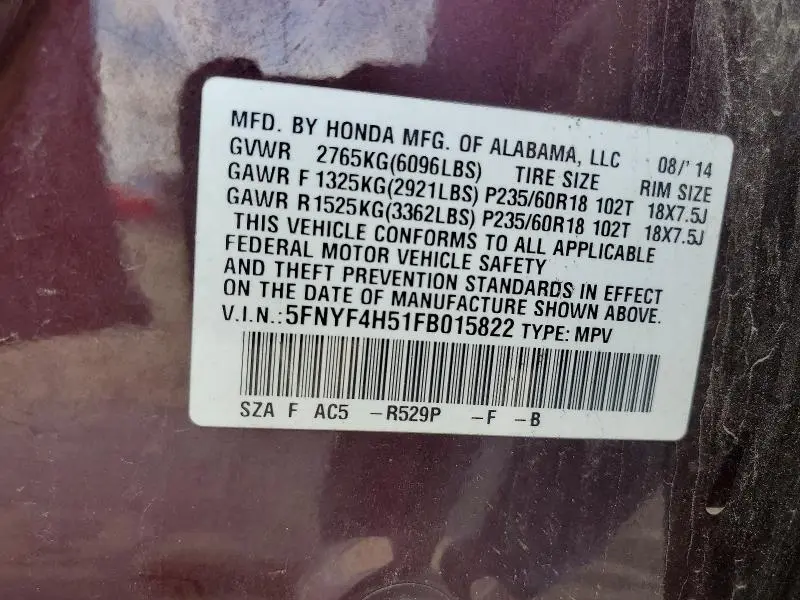 MFD. BY HONDA MFG. OF ALABAMA, LLC 08/'14
GVWR 2765KG(6096LBS) TIRE SIZE RIM SIZE
GAWR F 1325KG(2921LBS) P235/60R18 102T 18X7.5J
GAWR R 1525KG(3362LBS) P235/60R18 102T 18X7.5J
THIS VEHICLE CONFORMS TO ALL APPLICABLE
FEDERAL MOTOR VEHICLE SAFETY
AND THEFT PREVENTION STANDARDS IN EFFECT
ON THE DATE OF MANUFACTURE SHOWN ABOVE.
V.I.N.:5FNYF4H51FB015822 TYPE: MPV
SZA F AC5 -R529P -F -B